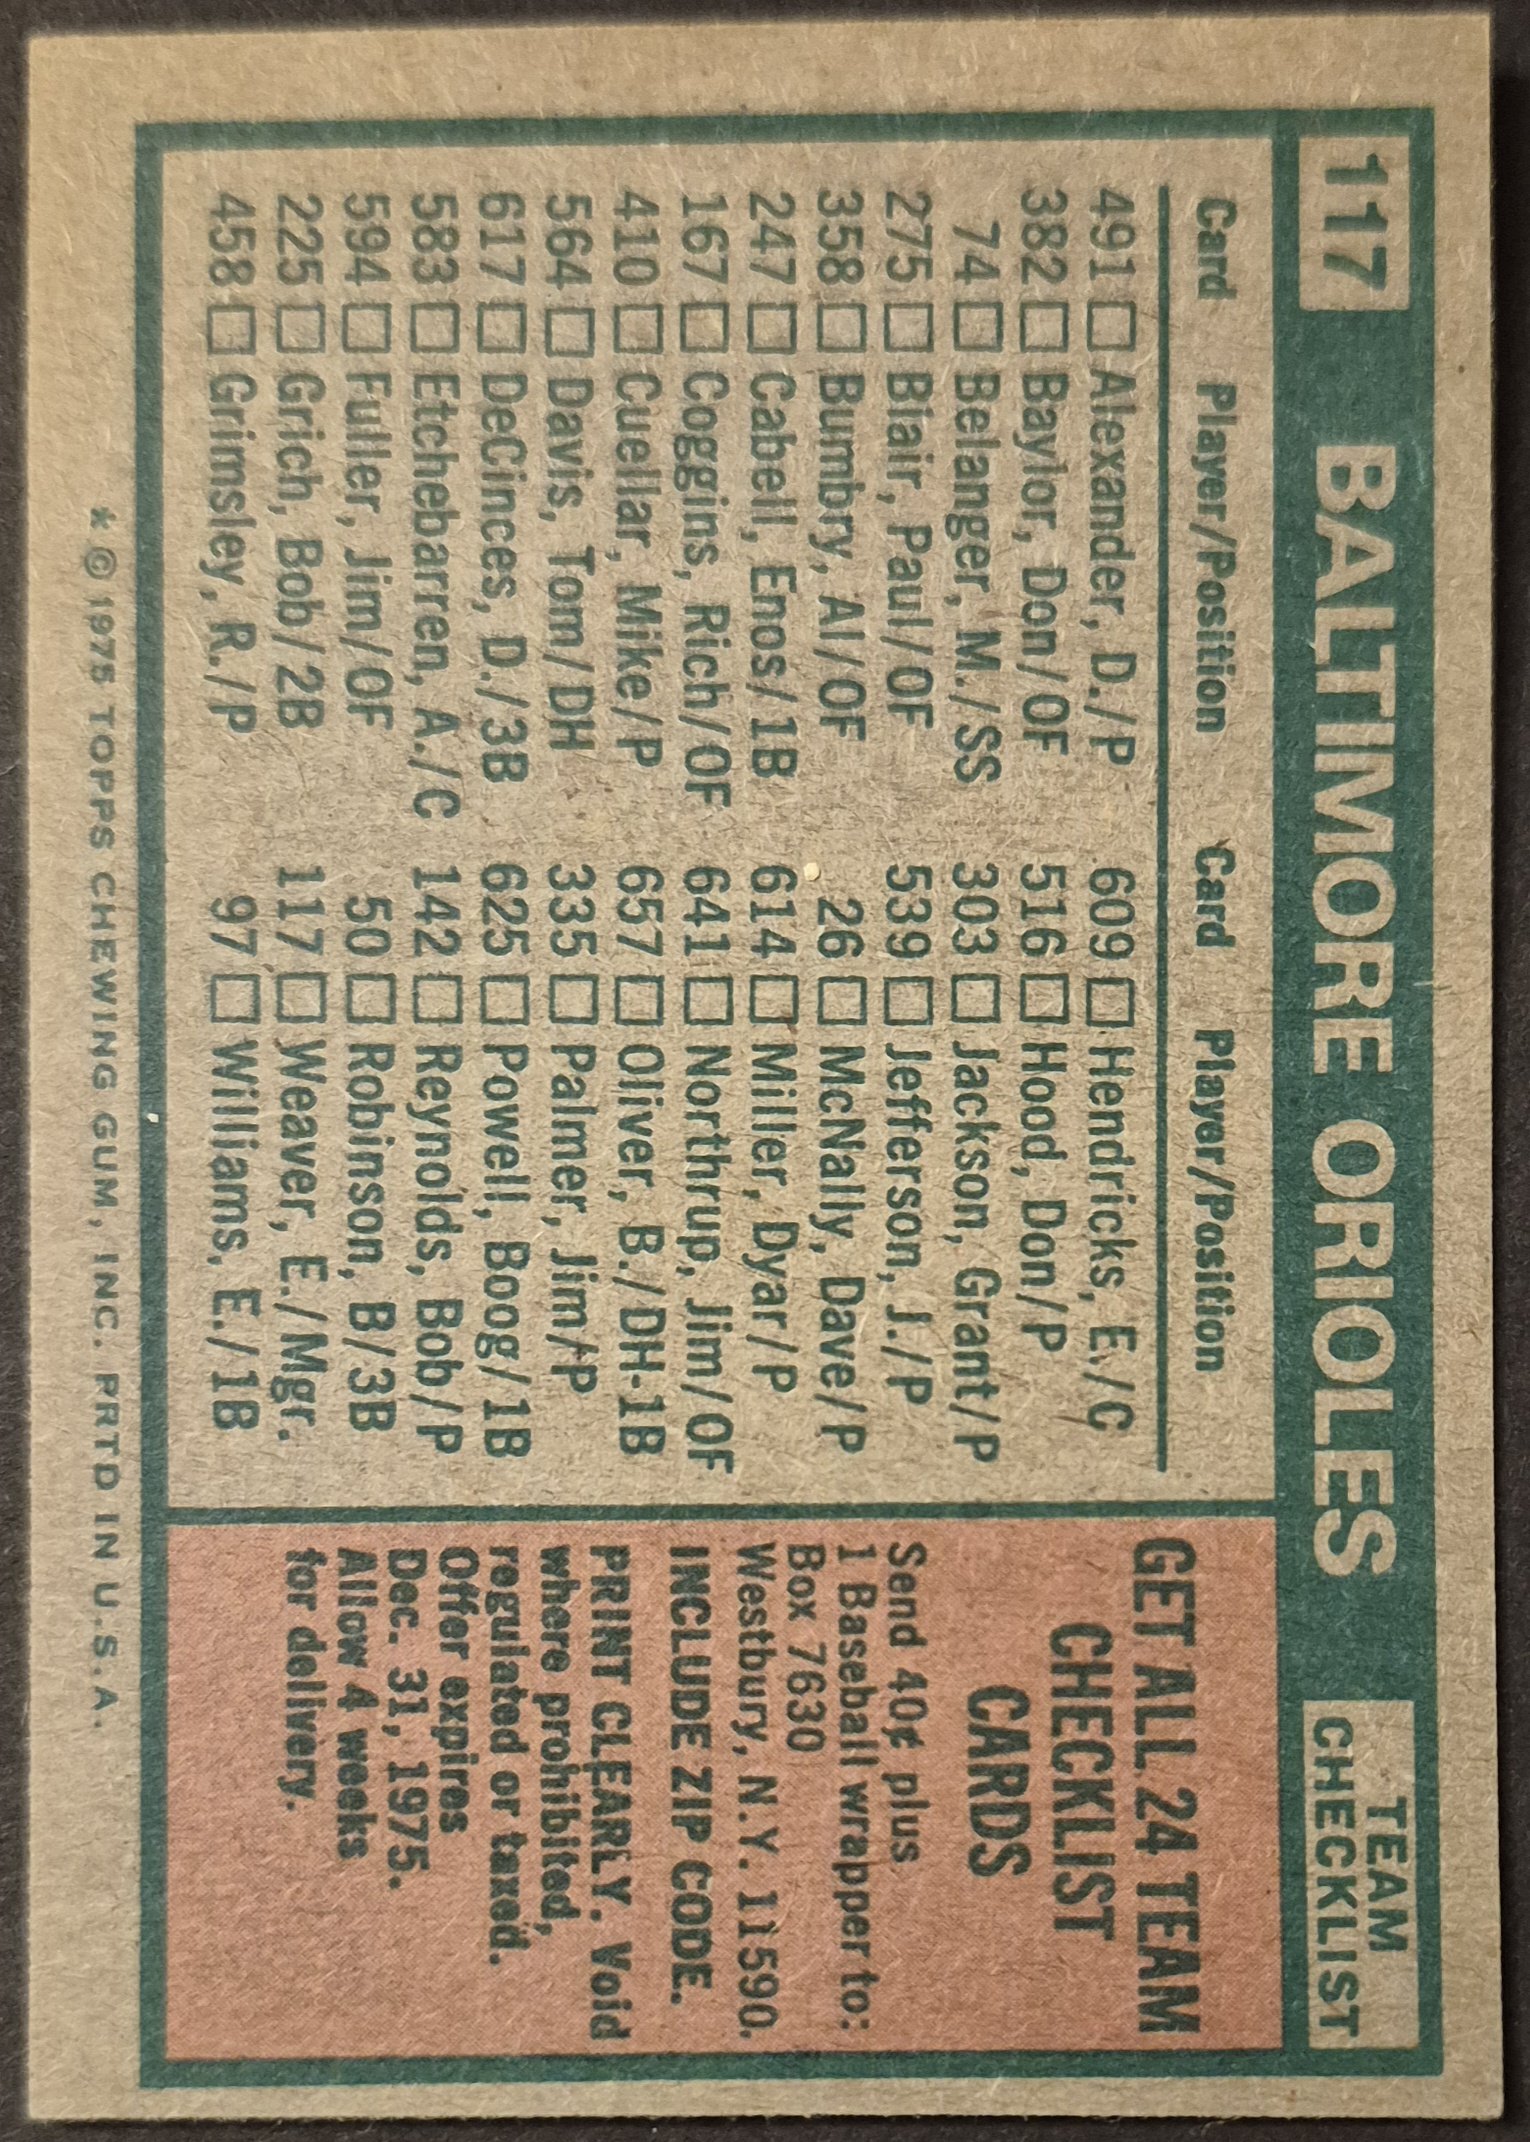 117 BALTIMORE ORIOLES TEAM CHECKLIST
Card Player/Position Card Player/Position
491 Alexander, D./P 609 Hendricks, E./C
382 Baylor, Don/OF 516 Hood, Don/P
74 Belanger, M./SS 303 Jackson, Grant/P
275 Blair, Paul/OF 539 Jefferson, J./P
358 Bumbry, Al/OF 26 McNally, Dave/P
247 Cabell, Enos/1B 614 Miller, Dyar/P
167 Coggins, Rich/OF 641 Northrup, Jim/OF
410 Cuellar, Mike/P 657 Oliver, B./DH-1B
564 Davis, Tom/DH 335 Palmer, Jim/P
617 DeCinces, D./3B 625 Powell, Boog/1B
583 Etchebarren, A./C 142 Reynolds, Bob/P
594 Fuller, Jim/OF 50 Robinson, B/3B
225 Grich, Bob/2B 117 Weaver, E./Mgr.
458 Grimsley, R./P 97 Williams, E./1B
GET ALL 24 TEAM
CHECKLIST
CARDS
Send 40¢ plus
1 Baseball wrapper to:
Box 7630
Westbury, N.Y. 11590.
INCLUDE ZIP CODE.
PRINT CLEARLY. Void
where prohibited,
regulated or taxed.
Offer expires
Dec. 31, 1975.
Allow 4 weeks
for delivery.
* © 1975 TOPPS CHEWING GUM, INC. PRTD IN U.S.A.